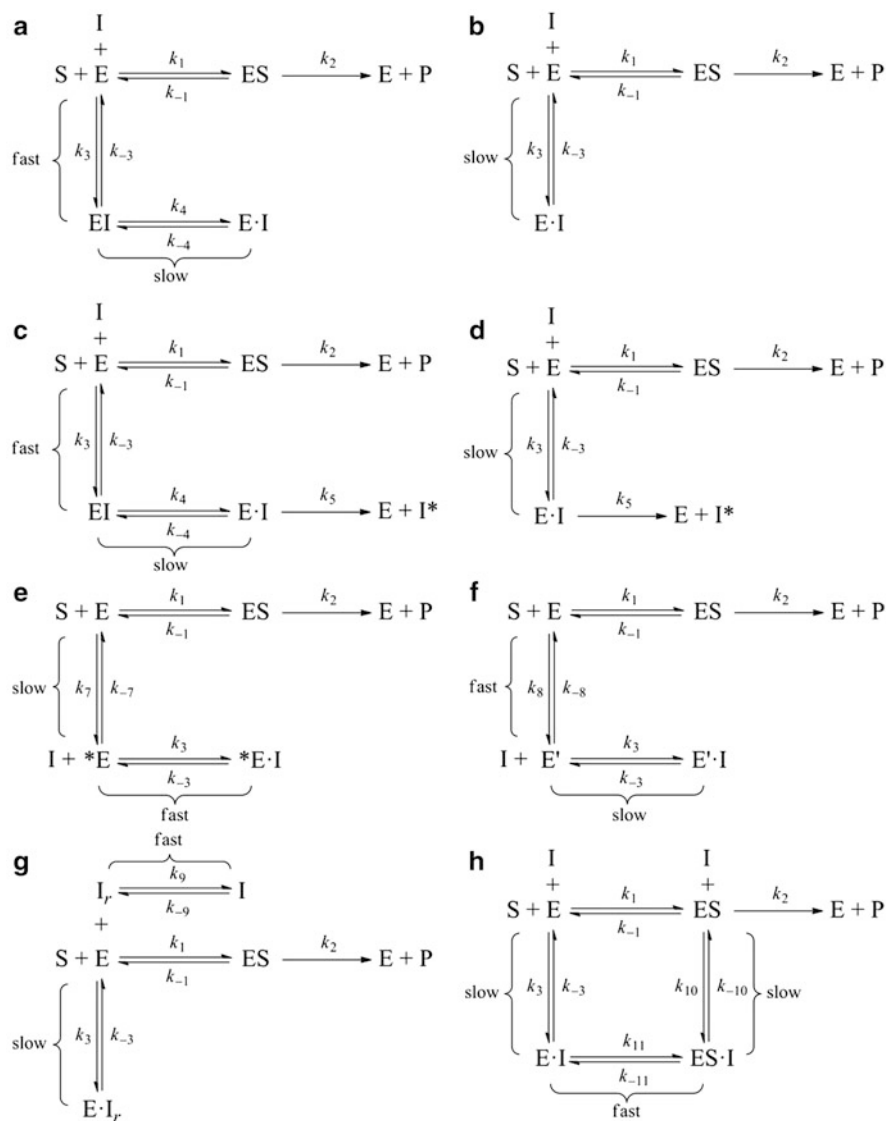 a
I
+
S + E k₁ k₋₁ ES k₂ E + P
fast k₃ k₋₃
EI k₄ k₋₄ E·I
slow
b
I
+
S + E k₁ k₋₁ ES k₂ E + P
slow k₃ k₋₃
E·I
c
I
+
S + E k₁ k₋₁ ES k₂ E + P
fast k₃ k₋₃
EI k₄ k₋₄ E·I k₅ E + I*
slow
d
I
+
S + E k₁ k₋₁ ES k₂ E + P
slow k₃ k₋₃
E·I k₅ E + I*
e
S + E k₁ k₋₁ ES k₂ E + P
slow k₇ k₋₇
I + *E k₃ k₋₃ *E·I
fast
f
S + E k₁ k₋₁ ES k₂ E + P
fast k₈ k₋₈
I + E' k₃ k₋₃ E'·I
slow
g
fast
Iᵣ k₉ k₋₉ I
+
S + E k₁ k₋₁ ES k₂ E + P
slow k₃ k₋₃
E·Iᵣ
h
I I
+ +
S + E k₁ k₋₁ ES k₂ E + P
slow k₃ k₋₃ k₁₀ k₋₁₀ slow
E·I k₁₁ k₋₁₁ ES·I
fast